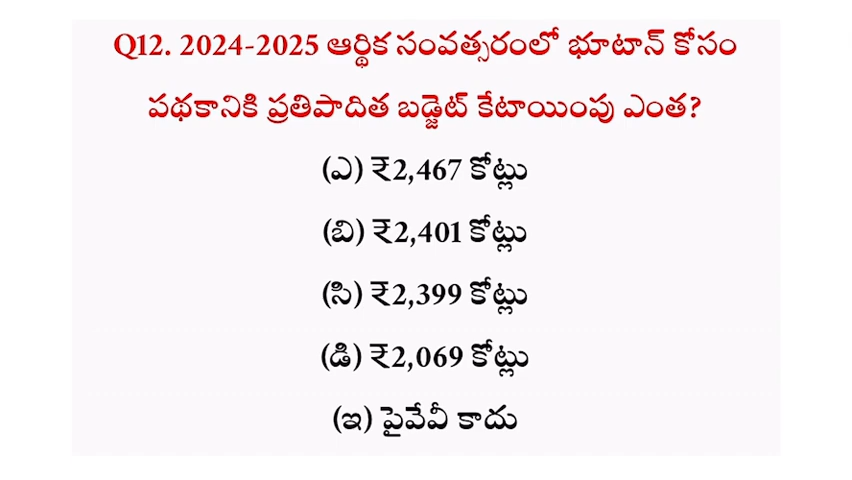 Q12. 2024-2025 ఆర్థిక సంవత్సరంలో భూటాన్ కోసం
పథకానికి ప్రతిపాదిత బడ్జెట్ కేటాయింపు ఎంత?
(ఎ) ₹2,467 కోట్లు
(బి) ₹2,401 కోట్లు
(సి) ₹2,399 కోట్లు
(డి) ₹2,069 కోట్లు
(ఇ) పైవేవీ కాదు